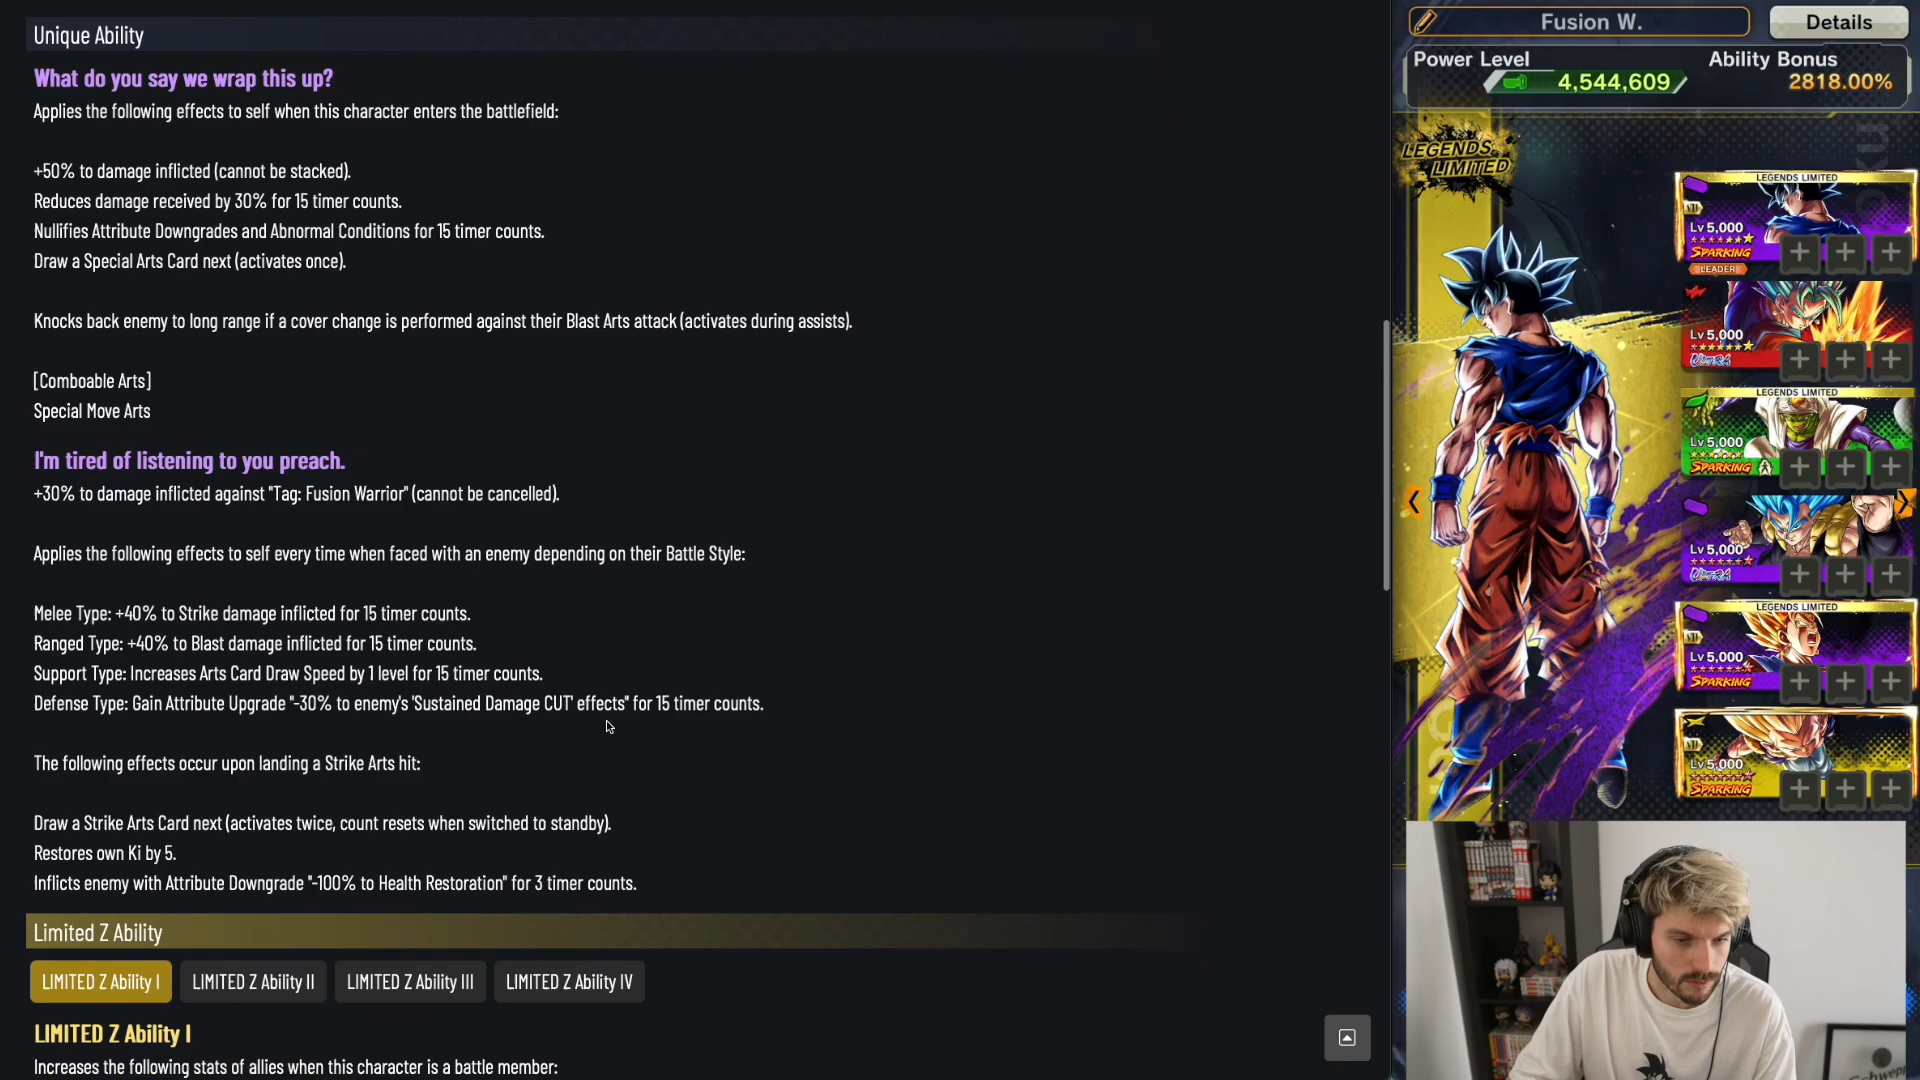 Unique Ability
What do you say we wrap this up?
Applies the following effects to self when this character enters the battlefield:
+50% to damage inflicted (cannot be stacked).
Reduces damage received by 30% for 15 timer counts.
Nullifies Attribute Downgrades and Abnormal Conditions for 15 timer counts.
Draw a Special Arts Card next (activates once).
Knocks back enemy to long range if a cover change is performed against their Blast Arts attack (activates during assists).
[Comboable Arts]
Special Move Arts
I'm tired of listening to you preach.
+30% to damage inflicted against "Tag: Fusion Warrior" (cannot be cancelled).
Applies the following effects to self every time when faced with an enemy depending on their Battle Style:
Melee Type: +40% to Strike damage inflicted for 15 timer counts.
Ranged Type: +40% to Blast damage inflicted for 15 timer counts.
Support Type: Increases Arts Card Draw Speed by 1 level for 15 timer counts.
Defense Type: Gain Attribute Upgrade "-30% to enemy's 'Sustained Damage CUT' effects" for 15 timer counts.
The following effects occur upon landing a Strike Arts hit:
Draw a Strike Arts Card next (activates twice, count resets when switched to standby).
Restores own Ki by 5.
Inflicts enemy with Attribute Downgrade "-100% to Health Restoration" for 3 timer counts.
Limited Z Ability
LIMITED Z Ability I
LIMITED Z Ability II
LIMITED Z Ability III
LIMITED Z Ability IV
LIMITED Z Ability I
Increases the following stats of allies when this character is a battle member:
Fusion W.
Details
Power Level
4,544,609
Ability Bonus
2818.00%
LEGENDS
LIMITED
LEGENDS LIMITED
Lv 5,000
SPARKING
LEADER
Lv 5,000
ULTRA
LEGENDS LIMITED
Lv 5,000
SPARKING
Lv 5,000
ULTRA
LEGENDS LIMITED
Lv 5,000
SPARKING
Lv 5,000
SPARKING